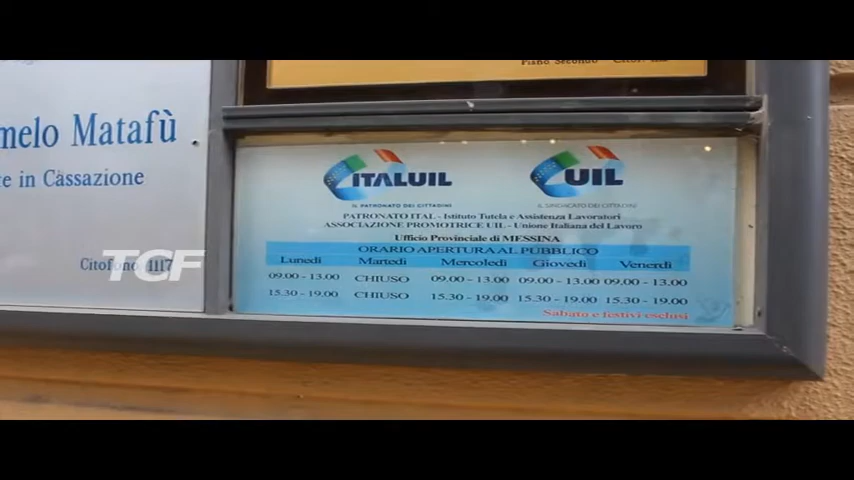 Piano Secondo
melo Matafù
te in Cassazione
Citofono 1117
TCF
ITALUIL
IL PATRONATO DEI CITTADINI
UIL
IL SINDACATO DEI CITTADINI
PATRONATO ITAL -Istituto Tutela e Assistenza Lavoratori
ASSOCIAZIONE PROMOTRICE UIL - Unione Italiana del Lavoro
Ufficio Provinciale di MESSINA
ORARIO APERTURA AL PUBBLICO
Lunedì Martedì Mercoledì Giovedì Venerdì
09.00 - 13.00 CHIUSO 09.00 - 13.00 09.00 - 13.00 09.00 - 13.00
15.30 - 19.00 CHIUSO 15.30 - 19.00 15.30 - 19.00 15.30 - 19.00
Sabato e festivi esclusi